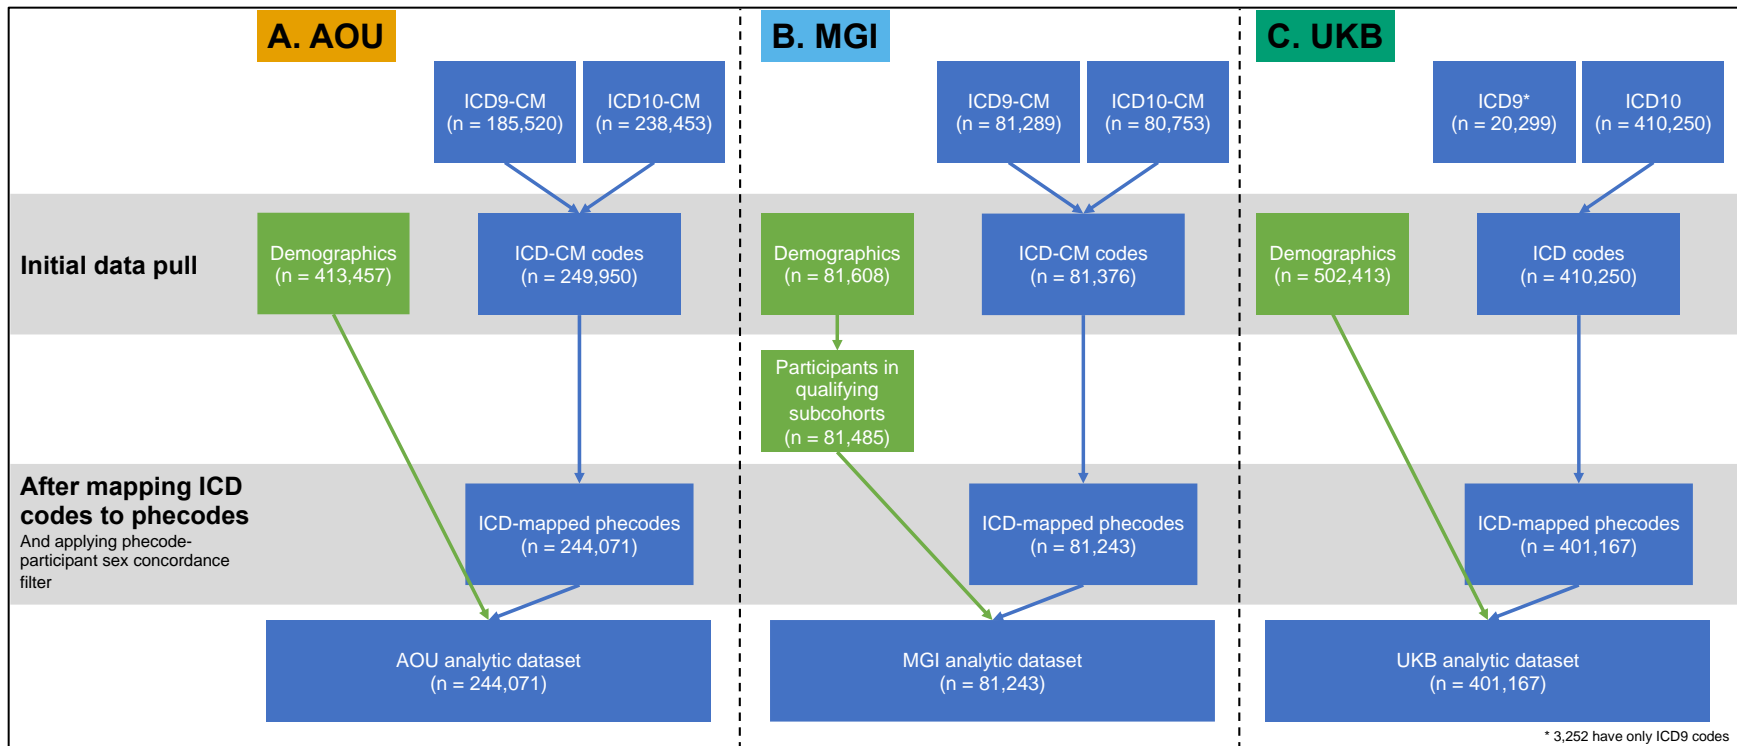 A. AOU
B. MGI
C. UKB
ICD9-CM
(n = 185,520)
ICD10-CM
(n = 238,453)
ICD9-CM
(n = 81,289)
ICD10-CM
(n = 80,753)
ICD9*
(n = 20,299)
ICD10
(n = 410,250)
Initial data pull
Demographics
(n = 413,457)
ICD-CM codes
(n = 249,950)
Demographics
(n = 81,608)
ICD-CM codes
(n = 81,376)
Demographics
(n = 502,413)
ICD codes
(n = 410,250)
Participants in
qualifying
subcohorts
(n = 81,485)
After mapping ICD
codes to phecodes
And applying phecode-
participant sex concordance
filter
ICD-mapped phecodes
(n = 244,071)
ICD-mapped phecodes
(n = 81,243)
ICD-mapped phecodes
(n = 401,167)
AOU analytic dataset
(n = 244,071)
MGI analytic dataset
(n = 81,243)
UKB analytic dataset
(n = 401,167)
* 3,252 have only ICD9 codes